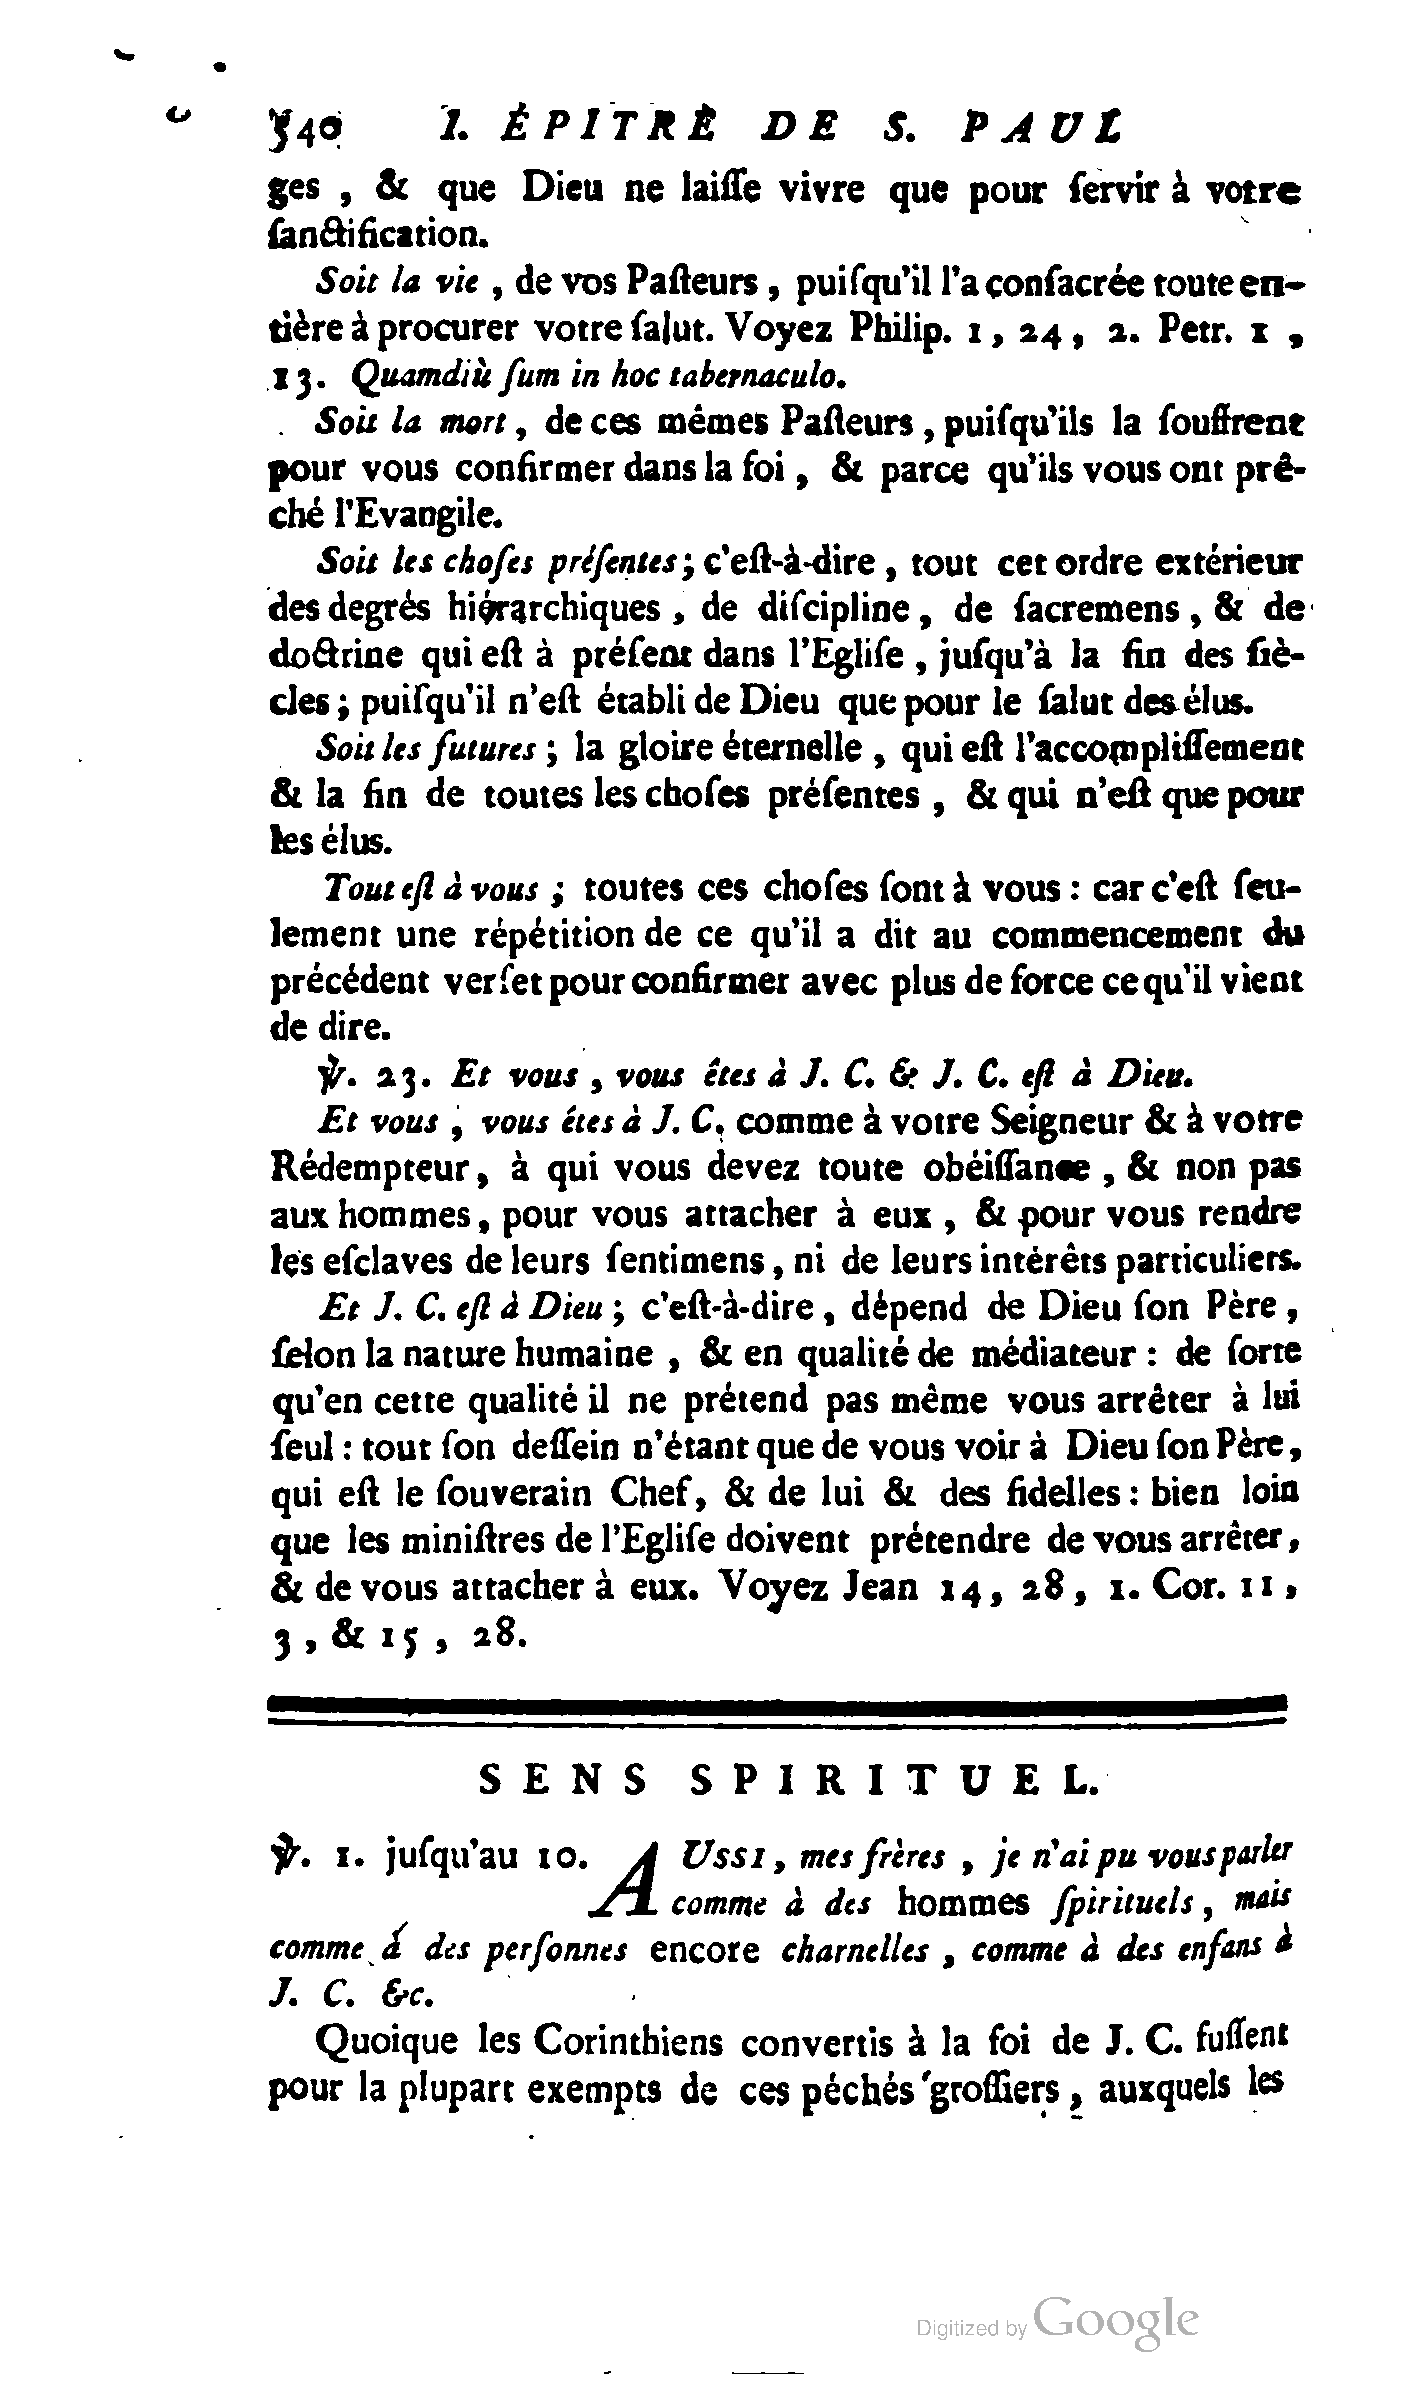 540 I. ÉPITRE DE S. PAUL
ges , & que Dieu ne laiſſe vivre que pour ſervir à votre
ſanctification.
Soit la vie , de vos Paſteurs , puiſqu'il l'a conſacrée toute en-
tière à procurer votre ſalut. Voyez Philip. 1 , 24 , 2. Petr. 1 ,
13. Quamdiù ſum in hoc tabernaculo.
Soit la mort , de ces mêmes Paſteurs , puiſqu'ils la ſouffrent
pour vous confirmer dans la foi , & parce qu'ils vous ont prê-
ché l'Evangile.
Soit les choſes préſentes ; c'eſt-à-dire , tout cet ordre extérieur
des degrés hiérarchiques , de diſcipline , de ſacremens , & de
doctrine qui eſt à préſent dans l'Egliſe , juſqu'à la fin des ſiè-
cles ; puiſqu'il n'eſt établi de Dieu que pour le ſalut des élus.
Soit les futures ; la gloire éternelle , qui eſt l'accompliſſement
& la fin de toutes les choſes préſentes , & qui n'eſt que pour
les élus.
Tout eſt à vous ; toutes ces choſes ſont à vous : car c'eſt ſeu-
lement une répétition de ce qu'il a dit au commencement du
précédent verſet pour confirmer avec plus de force ce qu'il vient
de dire.
℣. 23. Et vous , vous êtes à J. C. & J. C. eſt à Dieu.
Et vous , vous êtes à J. C. comme à votre Seigneur & à votre
Rédempteur , à qui vous devez toute obéiſſance , & non pas
aux hommes , pour vous attacher à eux , & pour vous rendre
les eſclaves de leurs ſentimens , ni de leurs intérêts particuliers.
Et J. C. eſt à Dieu ; c'eſt-à-dire , dépend de Dieu ſon Père ,
ſelon la nature humaine , & en qualité de médiateur : de ſorte
qu'en cette qualité il ne prétend pas même vous arrêter à lui
ſeul : tout ſon deſſein n'étant que de vous voir à Dieu ſon Père ,
qui eſt le ſouverain Chef , & de lui & des fidelles : bien loin
que les miniſtres de l'Egliſe doivent prétendre de vous arrêter ,
& de vous attacher à eux. Voyez Jean 14 , 28 , 1. Cor. 11 ,
3 , & 15 , 28.
SENS SPIRITUEL.
℣. 1. juſqu'au 10. AUSSI , mes frères , je n'ai pu vous parler
comme à des hommes ſpirituels , mais
comme à des perſonnes encore charnelles , comme à des enfans à
J. C. &c.
Quoique les Corinthiens convertis à la foi de J. C. fuſſent
pour la plupart exempts de ces péchés groſſiers , auxquels les
Digitized by Google